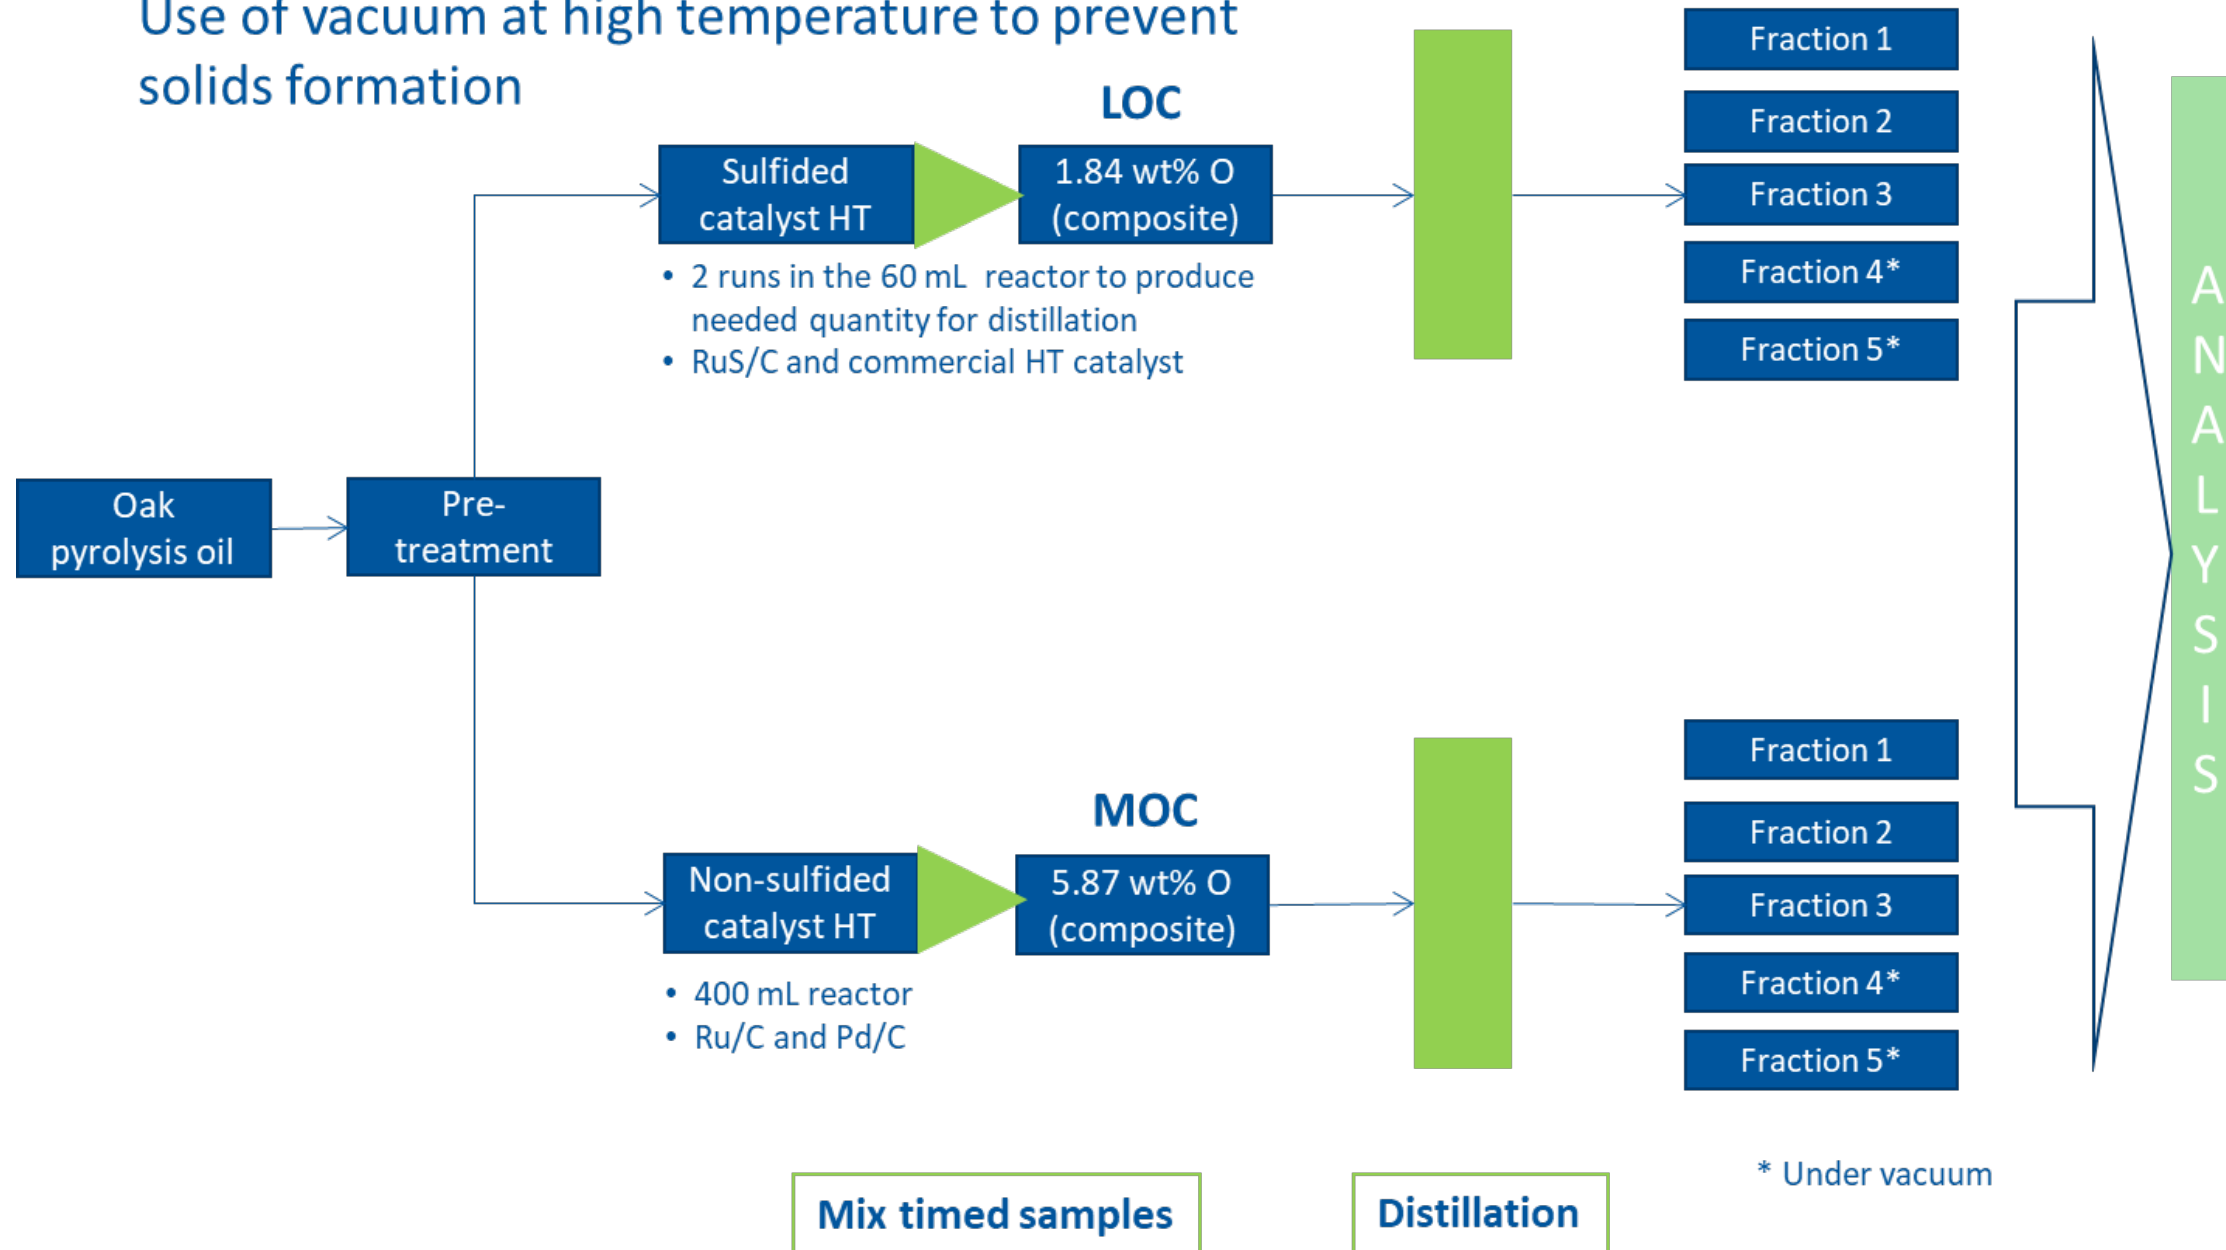 Use of vacuum at high temperature to prevent
solids formation
LOC
Sulfided
catalyst HT
1.84 wt% O
(composite)
• 2 runs in the 60 mL reactor to produce
needed quantity for distillation
• RuS/C and commercial HT catalyst
Fraction 1
Fraction 2
Fraction 3
Fraction 4*
Fraction 5*
Oak
pyrolysis oil
Pre-
treatment
MOC
Non-sulfided
catalyst HT
5.87 wt% O
(composite)
• 400 mL reactor
• Ru/C and Pd/C
Fraction 1
Fraction 2
Fraction 3
Fraction 4*
Fraction 5*
A
N
A
L
Y
S
I
S
* Under vacuum
Mix timed samples
Distillation